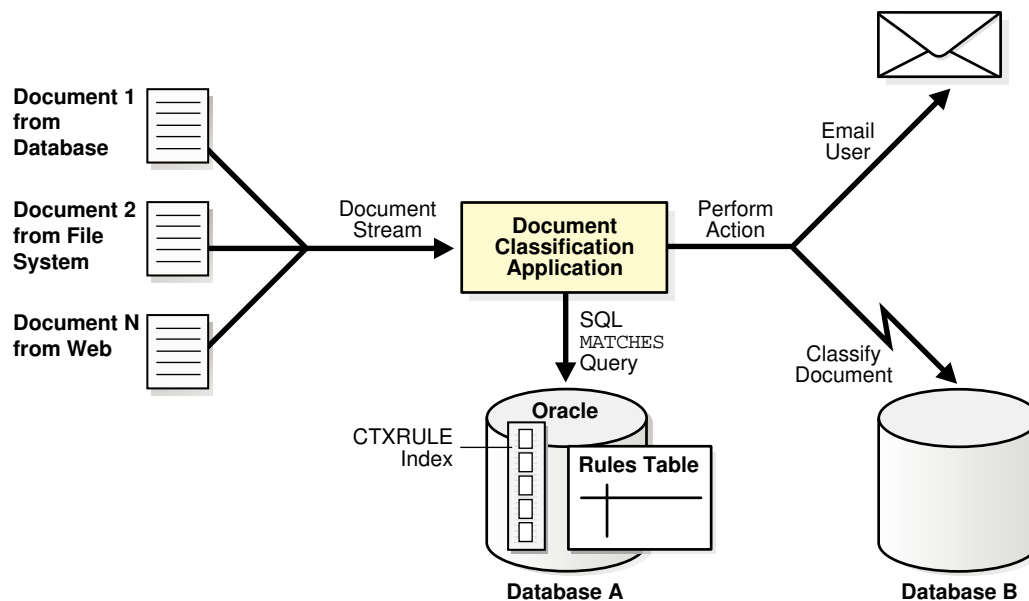 Document 1
from
Database
Document 2
from File
System
Document N
from Web
Document
Stream
Document
Classification
Application
Perform
Action
Email
User
Classify
Document
SQL
MATCHES
Query
Oracle
CTXRULE
Index
Rules Table
Database A
Database B